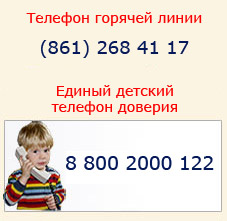 Телефон горячей линии
(861) 268 41 17
Единый детский
телефон доверия
8 800 2000 122